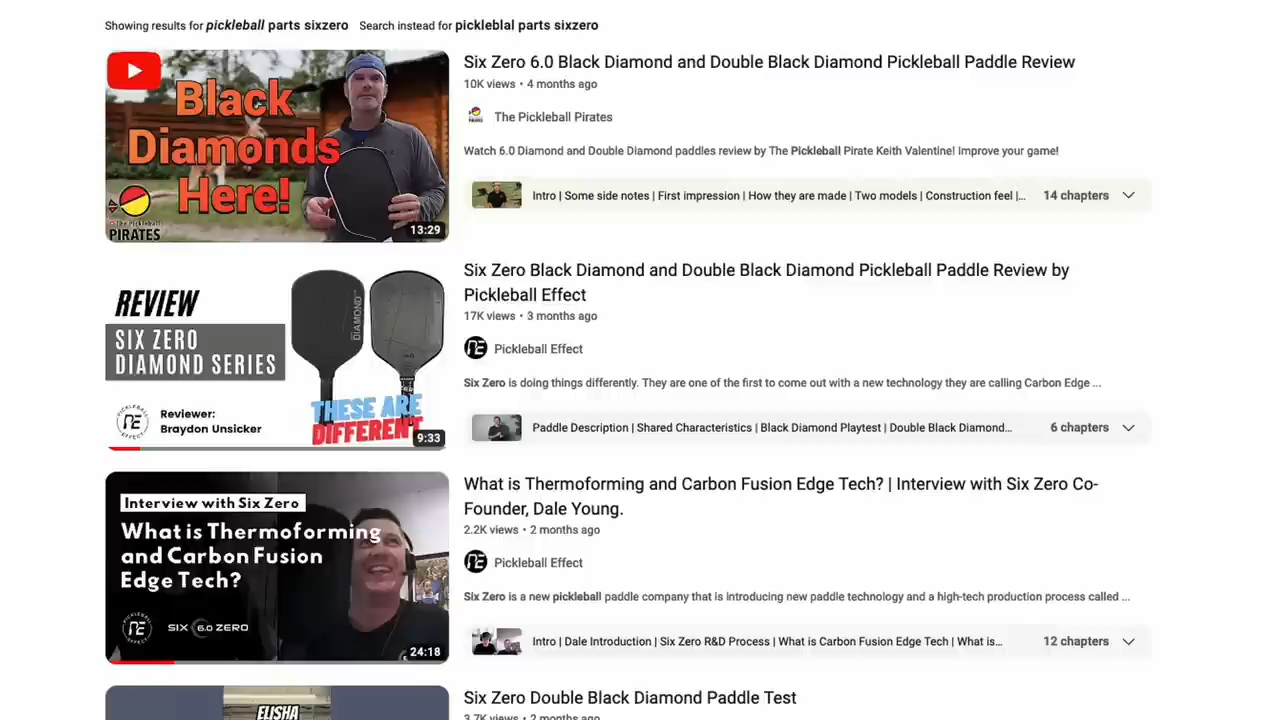 Showing results for pickleball parts sixzero Search instead for pickleblal parts sixzero
Black
Diamonds
Here!
The Pickleball
PIRATES
13:29
Six Zero 6.0 Black Diamond and Double Black Diamond Pickleball Paddle Review
10K views • 4 months ago
The Pickleball Pirates
Watch 6.0 Diamond and Double Diamond paddles review by The Pickleball Pirate Keith Valentine! Improve your game!
Intro | Some side notes | First impression | How they are made | Two models | Construction feel |...
14 chapters
REVIEW
SIX ZERO
DIAMOND SERIES
DIAMOND
PICKLEBALL
EFFECT
Reviewer:
Braydon Unsicker
THESE ARE
DIFFERENT
9:33
Six Zero Black Diamond and Double Black Diamond Pickleball Paddle Review by
Pickleball Effect
17K views • 3 months ago
Pickleball Effect
Six Zero is doing things differently. They are one of the first to come out with a new technology they are calling Carbon Edge ...
Paddle Description | Shared Characteristics | Black Diamond Playtest | Double Black Diamond...
6 chapters
Interview with Six Zero
What is Thermoforming
and Carbon Fusion
Edge Tech?
SIX 6.0 ZERO
24:18
What is Thermoforming and Carbon Fusion Edge Tech? | Interview with Six Zero Co-
Founder, Dale Young.
2.2K views • 2 months ago
Pickleball Effect
Six Zero is a new pickleball paddle company that is introducing new paddle technology and a high-tech production process called ...
Intro | Dale Introduction | Six Zero R&D Process | What is Carbon Fusion Edge Tech | What is...
12 chapters
ELISHA
Six Zero Double Black Diamond Paddle Test
3.7K views • 2 months ago